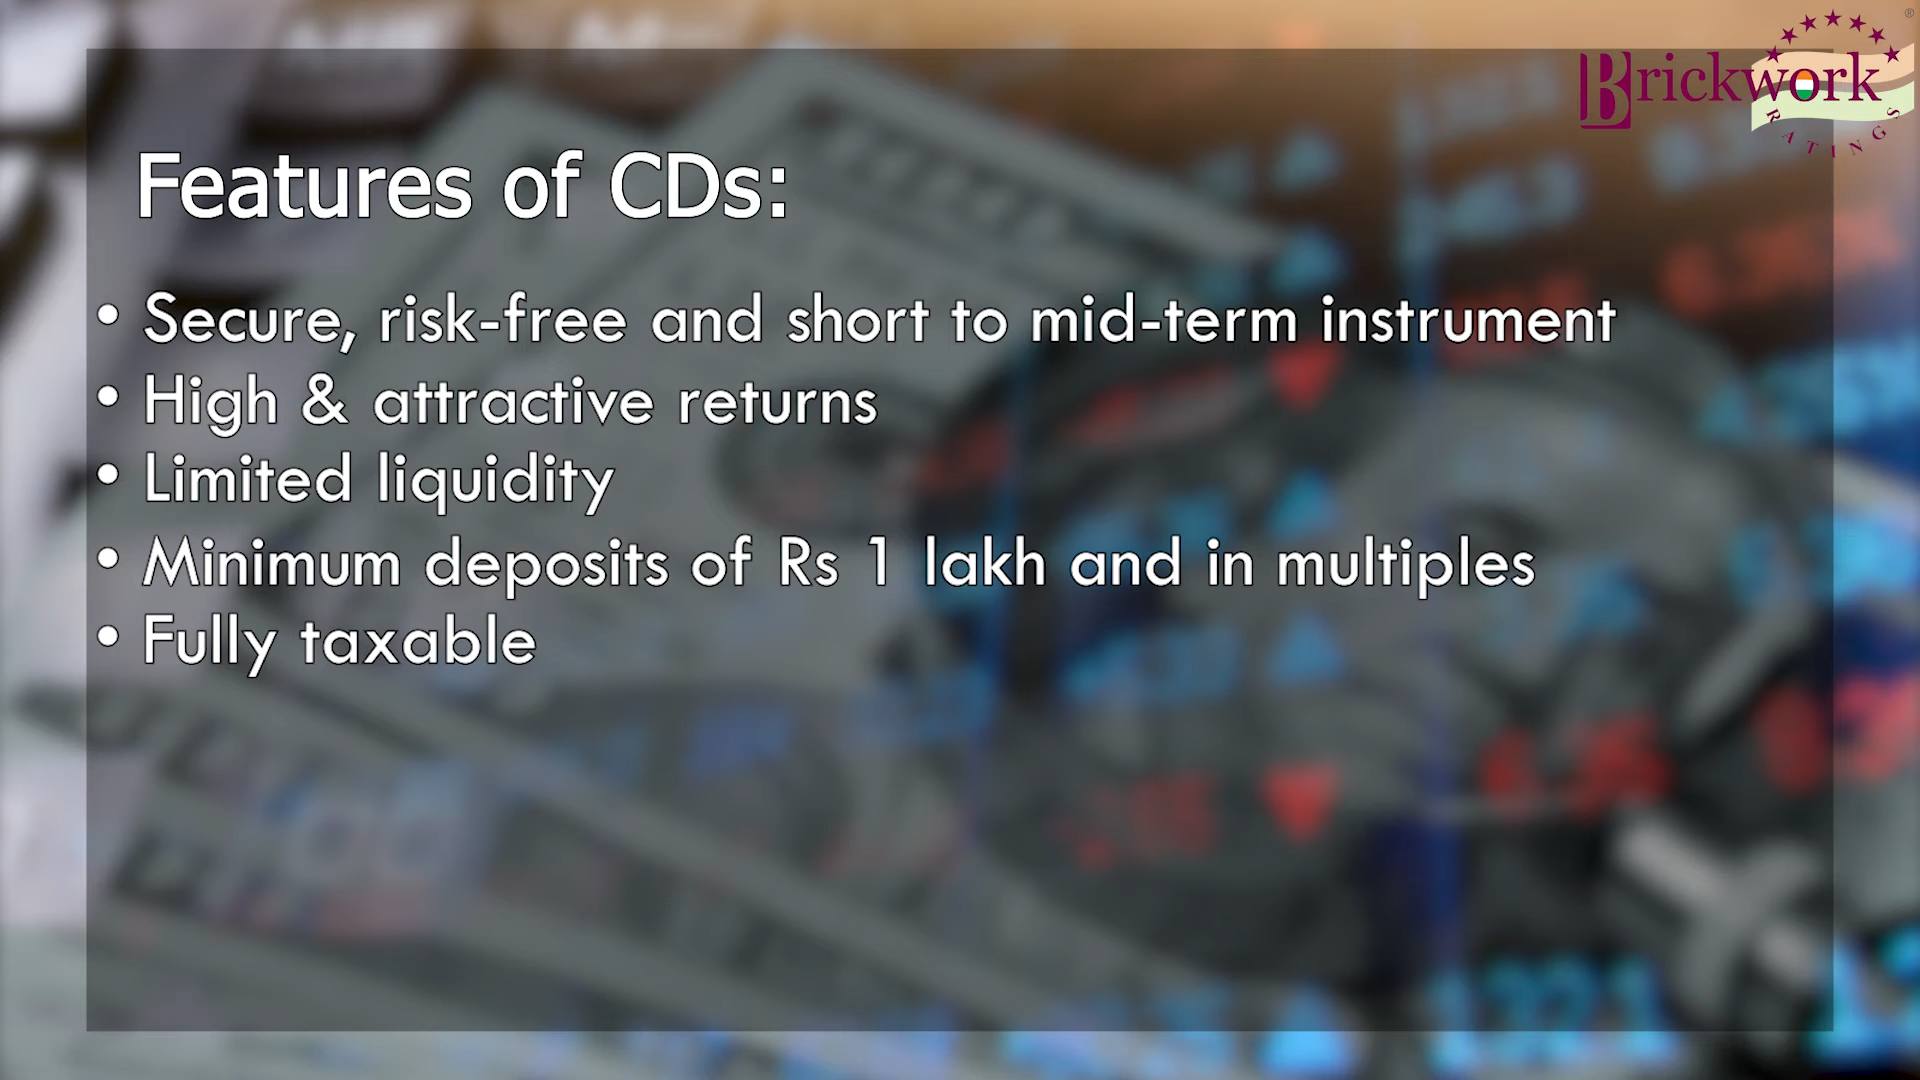 Brickwork
RATINGS
Features of CDs:
• Secure, risk-free and short to mid-term instrument
• High & attractive returns
• Limited liquidity
• Minimum deposits of Rs 1 lakh and in multiples
• Fully taxable